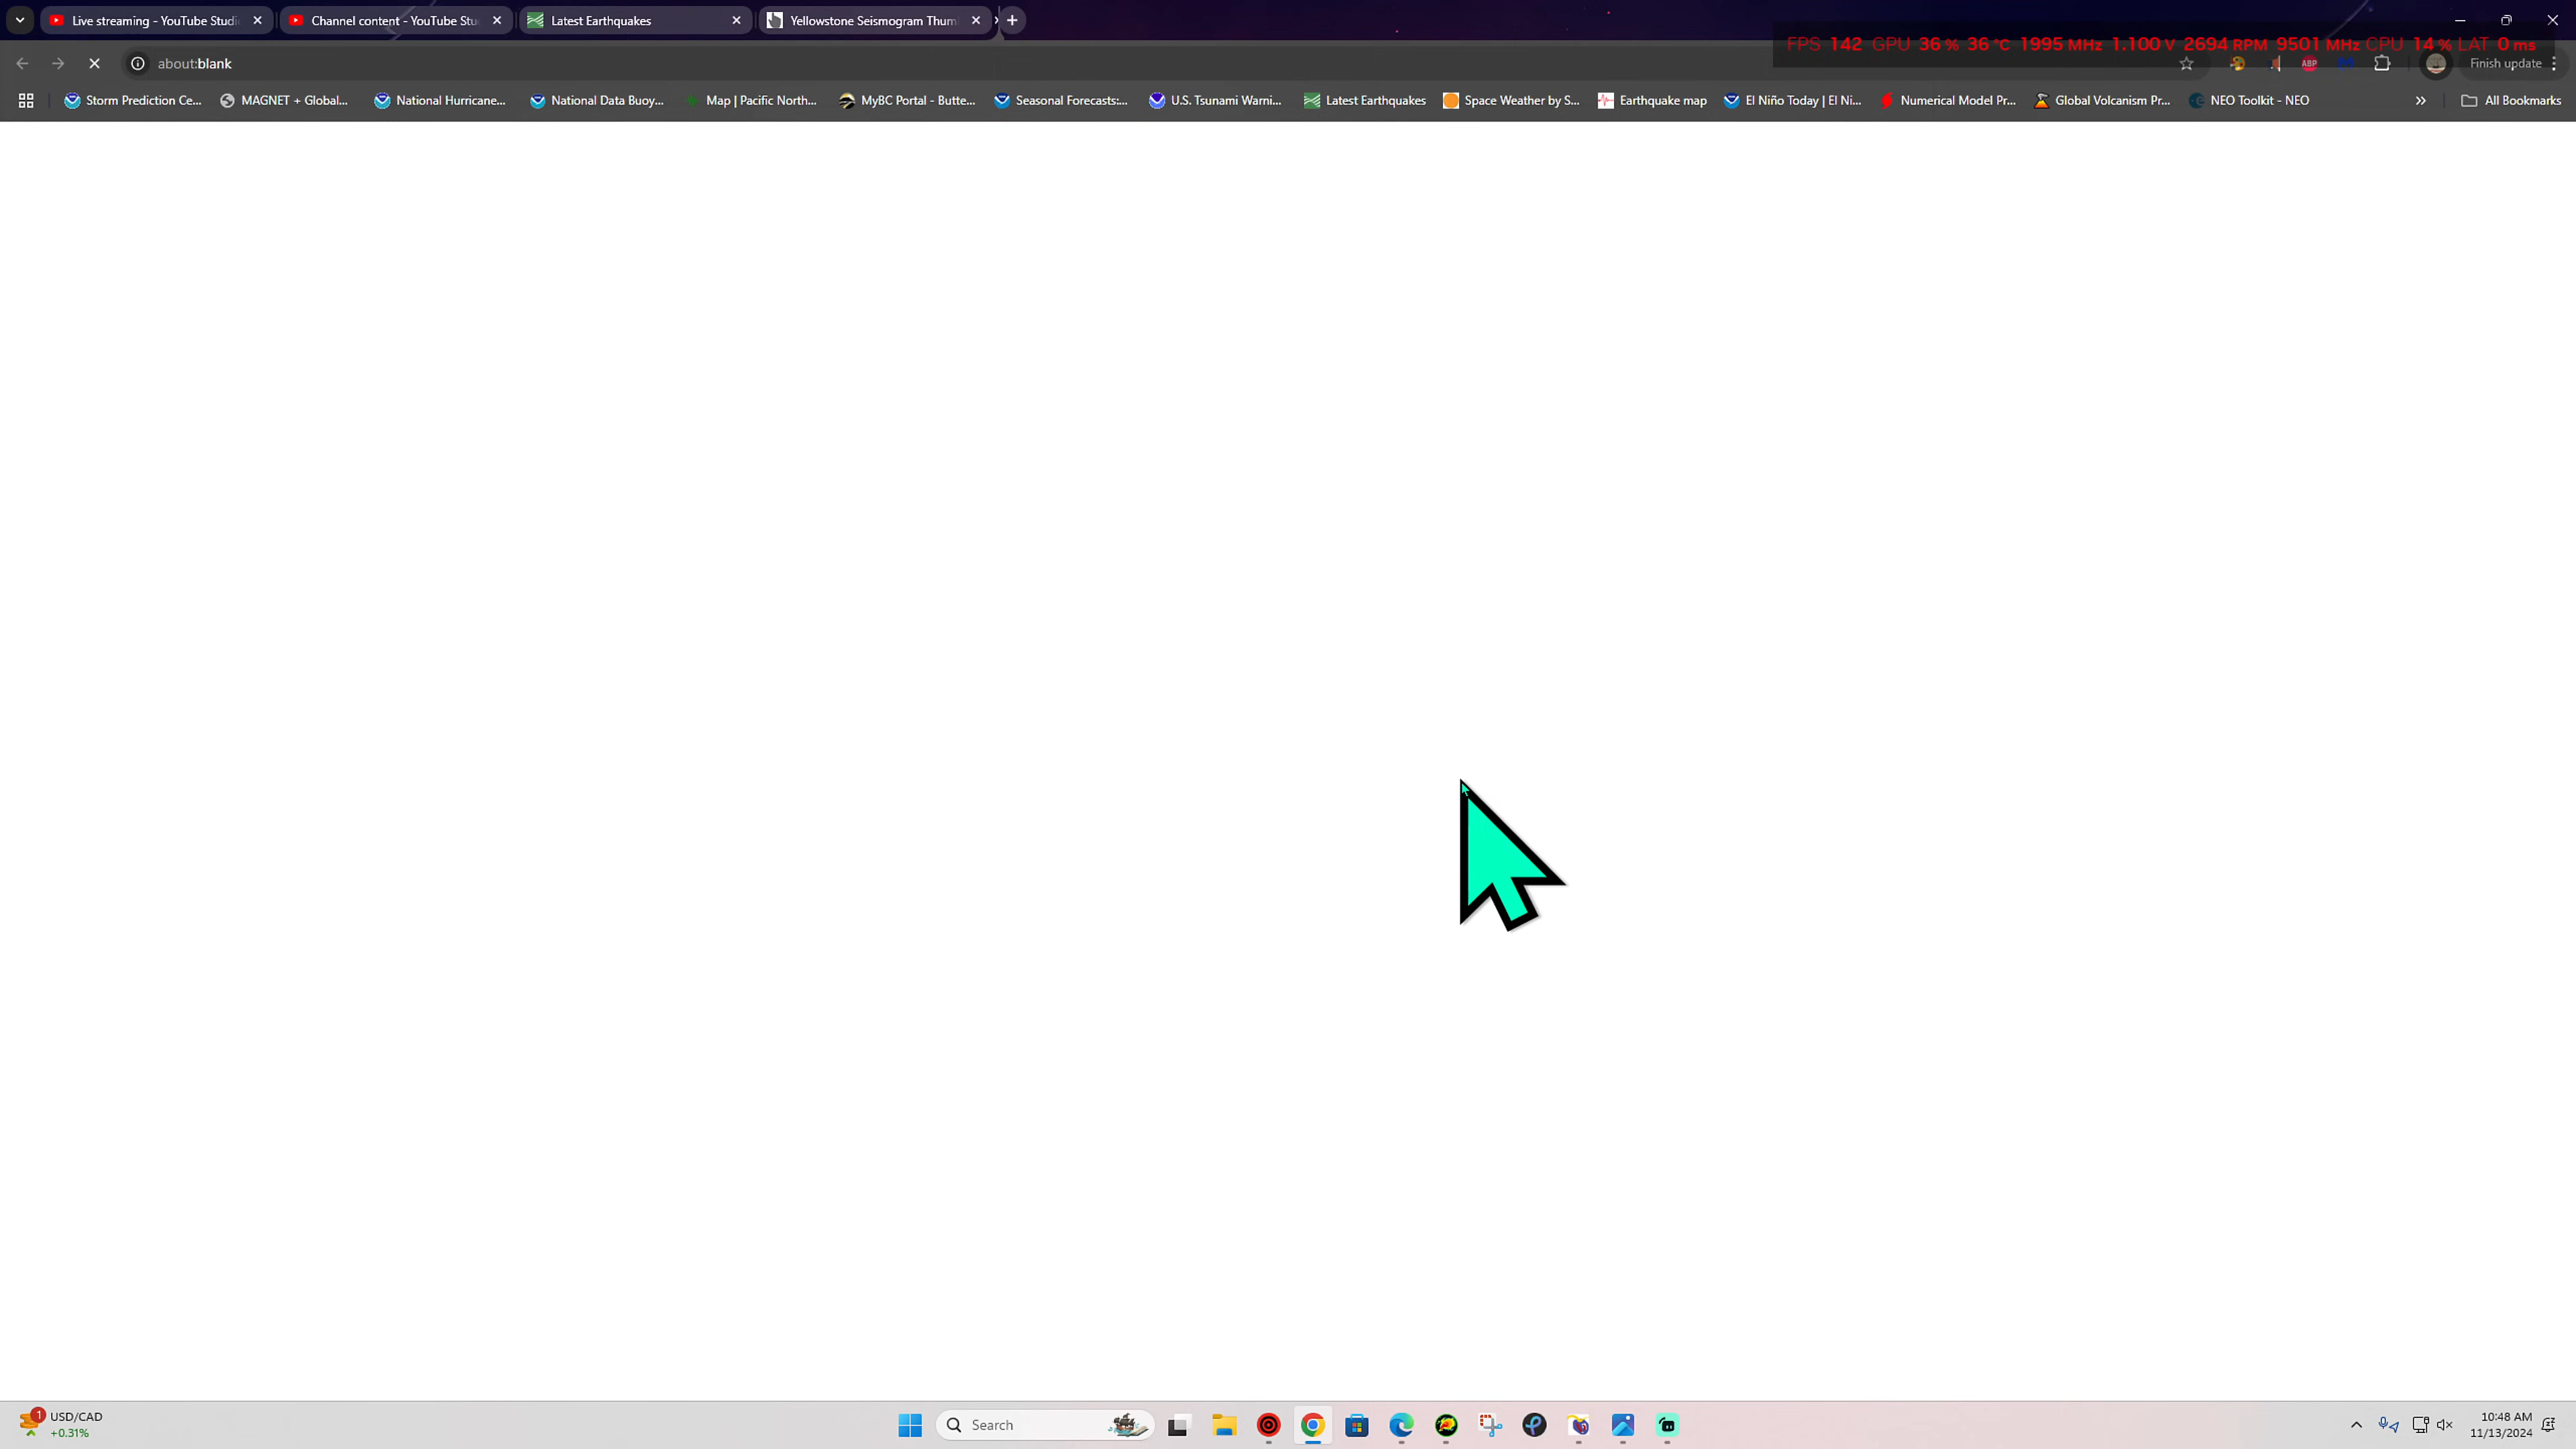 Live streaming - YouTube Studi
Channel content - YouTube Stu
Latest Earthquakes
Yellowstone Seismogram Thum
FPS 142 GPU 36 % 36 °C 1995 MHz 1.100 V 2694 RPM 9501 MHz CPU 14 % LAT 0 ms
about:blank
ABP
Finish update
Storm Prediction Ce...
MAGNET + Global...
National Hurricane...
National Data Buoy...
Map | Pacific North...
MyBC Portal - Butte...
Seasonal Forecasts:...
U.S. Tsunami Warni...
Latest Earthquakes
Space Weather by S...
Earthquake map
El Niño Today | El Ni...
Numerical Model Pr...
Global Volcanism Pr...
NEO Toolkit - NEO
All Bookmarks
1
USD/CAD
+0.31%
Search
10:48 AM
11/13/2024